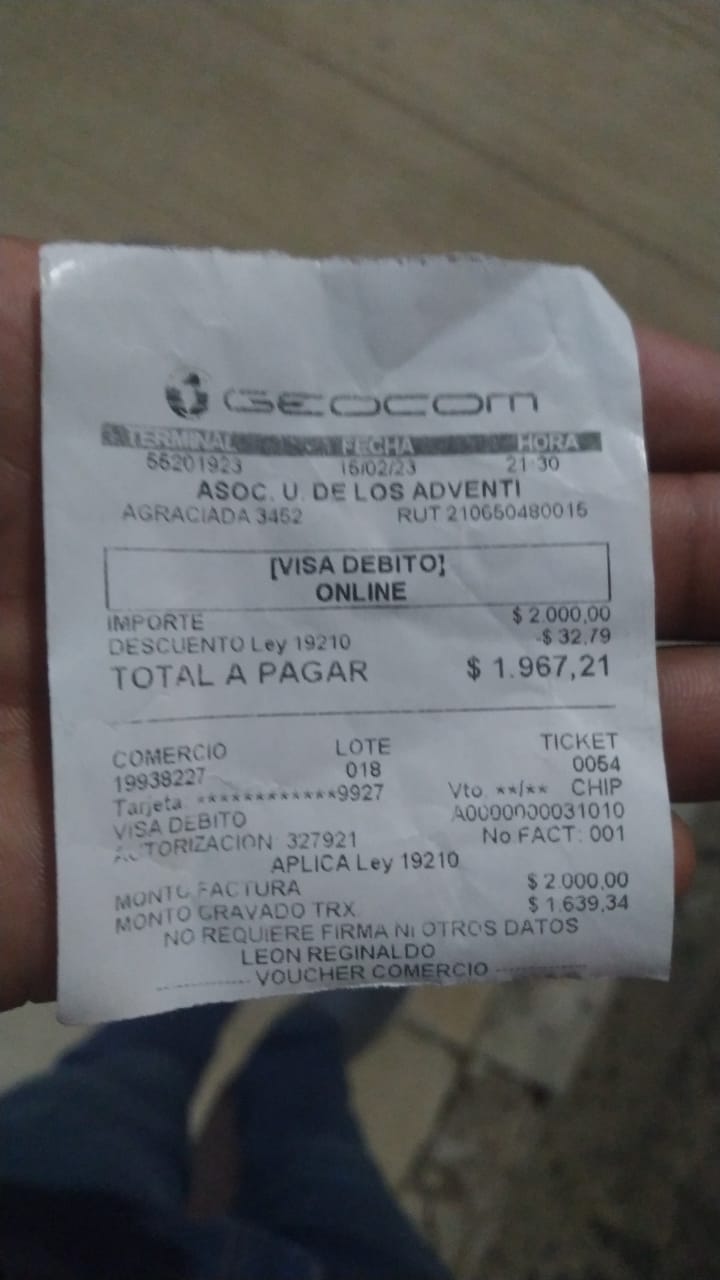 GEOCOM
TERMINAL FECHA HORA
55201923 15/02/23 21:30
ASOC. U. DE LOS ADVENTI
AGRACIADA 3452 RUT 210650480015
[VISA DEBITO]
ONLINE
IMPORTE $ 2.000,00
DESCUENTO Ley 19210 -$ 32,79
TOTAL A PAGAR $ 1.967,21
COMERCIO LOTE TICKET
19938227 018 0054
Tarjeta: ************9927 Vto. **/** CHIP
VISA DEBITO A0000000031010
AUTORIZACION: 327921 No.FACT: 001
APLICA Ley 19210
MONTO FACTURA $ 2.000,00
MONTO GRAVADO TRX. $ 1.639,34
NO REQUIERE FIRMA NI OTROS DATOS
LEON REGINALDO
------------ VOUCHER COMERCIO ------------